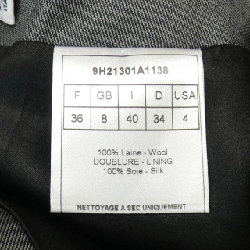 9H21301A1138
F GB I D USA
36 8 40 34 4
100% Laine - Wool
DOUBLURE - LINING
100% Soie - Silk
NETTOYAGE A SEC UNIQUEMENT